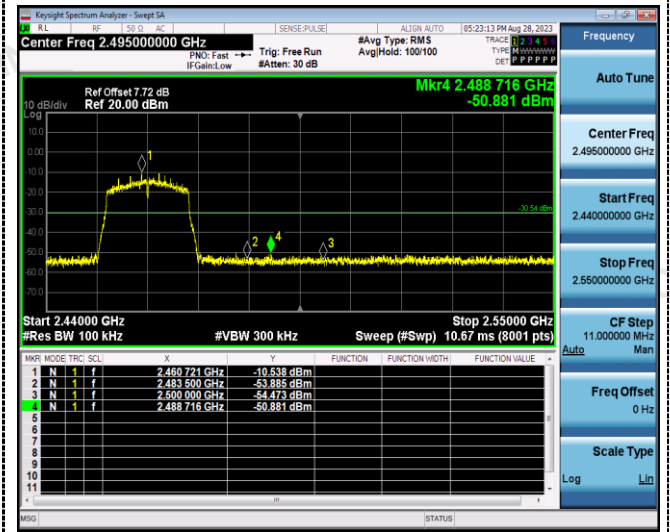 Keysight Spectrum Analyzer - Swept SA
RL RF 50 Ω AC SENSE:PULSE ALIGN AUTO 05:23:13 PM Aug 28, 2023
Center Freq 2.495000000 GHz
PNO: Fast
IFGain:Low
Trig: Free Run
#Atten: 30 dB
#Avg Type: RMS
Avg|Hold: 100/100
TRACE 1 2 3 4 5 6
TYPE MWWWWW
DET P P P P P P
Ref Offset 7.72 dB
10 dB/div Ref 20.00 dBm
Log
Mkr4 2.488 716 GHz
-50.881 dBm
10.0
0.00
-10.0
-20.0
-30.0
-40.0
-50.0
-60.0
-70.0
1
2
4
3
-30.54 dBm
Start 2.44000 GHz Stop 2.55000 GHz
#Res BW 100 kHz #VBW 300 kHz Sweep (#Swp) 10.67 ms (8001 pts)
MKR MODE TRC SCL X Y FUNCTION FUNCTION WIDTH FUNCTION VALUE
1 N 1 f 2.460 721 GHz -10.538 dBm
2 N 1 f 2.483 500 GHz -53.885 dBm
3 N 1 f 2.500 000 GHz -54.473 dBm
4 N 1 f 2.488 716 GHz -50.881 dBm
5
6
7
8
9
10
11
MSG STATUS
Frequency
Auto Tune
Center Freq
2.495000000 GHz
Start Freq
2.440000000 GHz
Stop Freq
2.550000000 GHz
CF Step
11.000000 MHz
Auto Man
Freq Offset
0 Hz
Scale Type
Log Lin